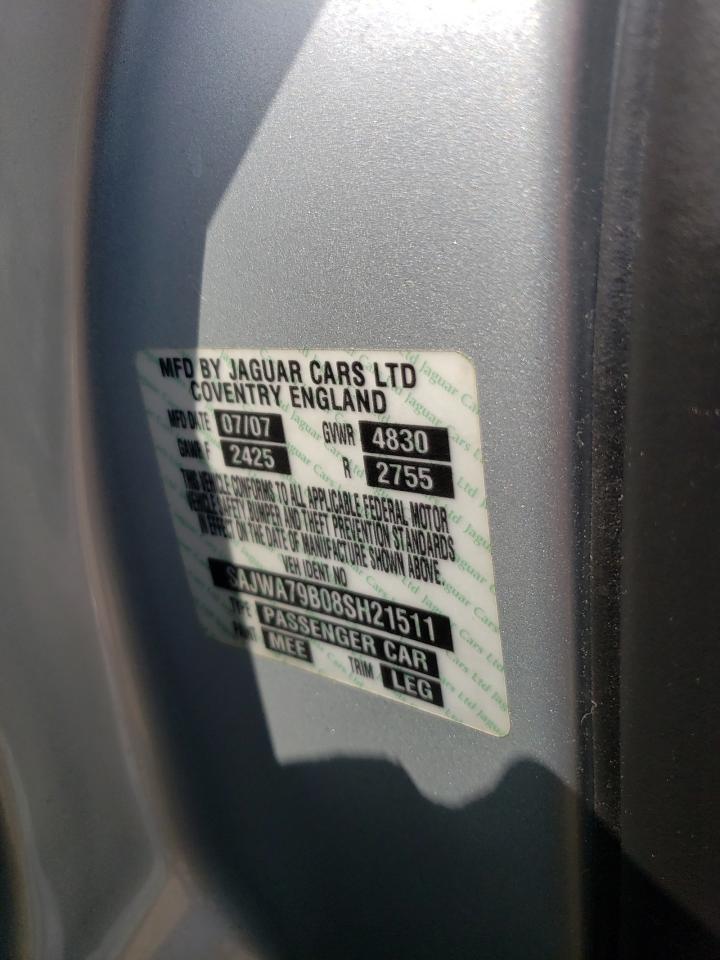 MFD BY JAGUAR CARS LTD
COVENTRY ENGLAND
MFD DATE 07/07 GVWR 4830
GAWR F 2425 R 2755
THIS VEHICLE CONFORMS TO ALL APPLICABLE FEDERAL MOTOR
VEHICLE SAFETY BUMPER AND THEFT PREVENTION STANDARDS
IN EFFECT ON THE DATE OF MANUFACTURE SHOWN ABOVE.
VEH IDENT NO
SAJWA79B08SH21511
TYPE PASSENGER CAR
PAINT MEE TRIM LEG